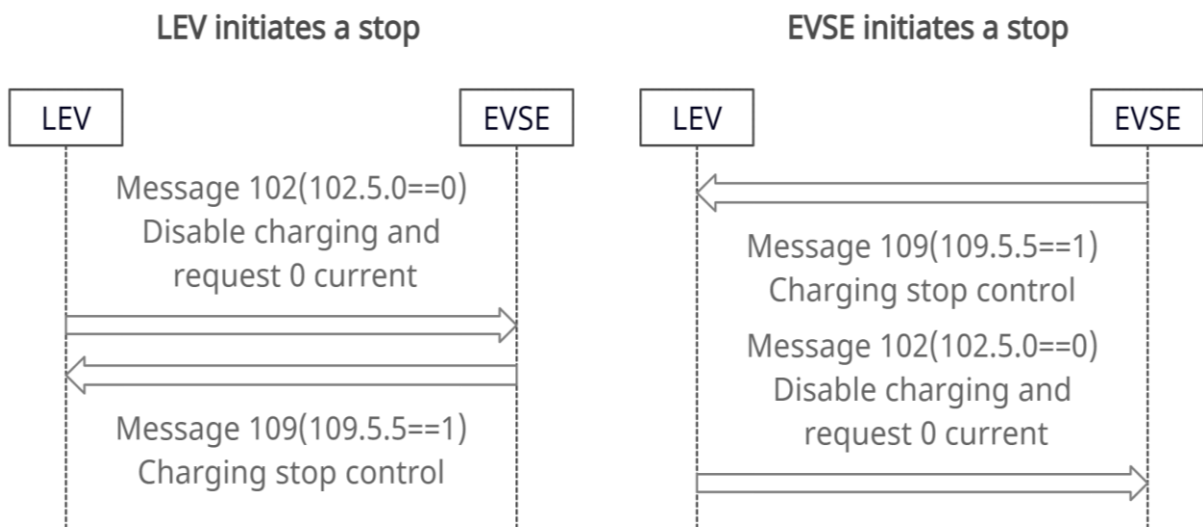 LEV initiates a stop
LEV
EVSE
Message 102(102.5.0==0)
Disable charging and
request 0 current
Message 109(109.5.5==1)
Charging stop control
EVSE initiates a stop
LEV
EVSE
Message 109(109.5.5==1)
Charging stop control
Message 102(102.5.0==0)
Disable charging and
request 0 current